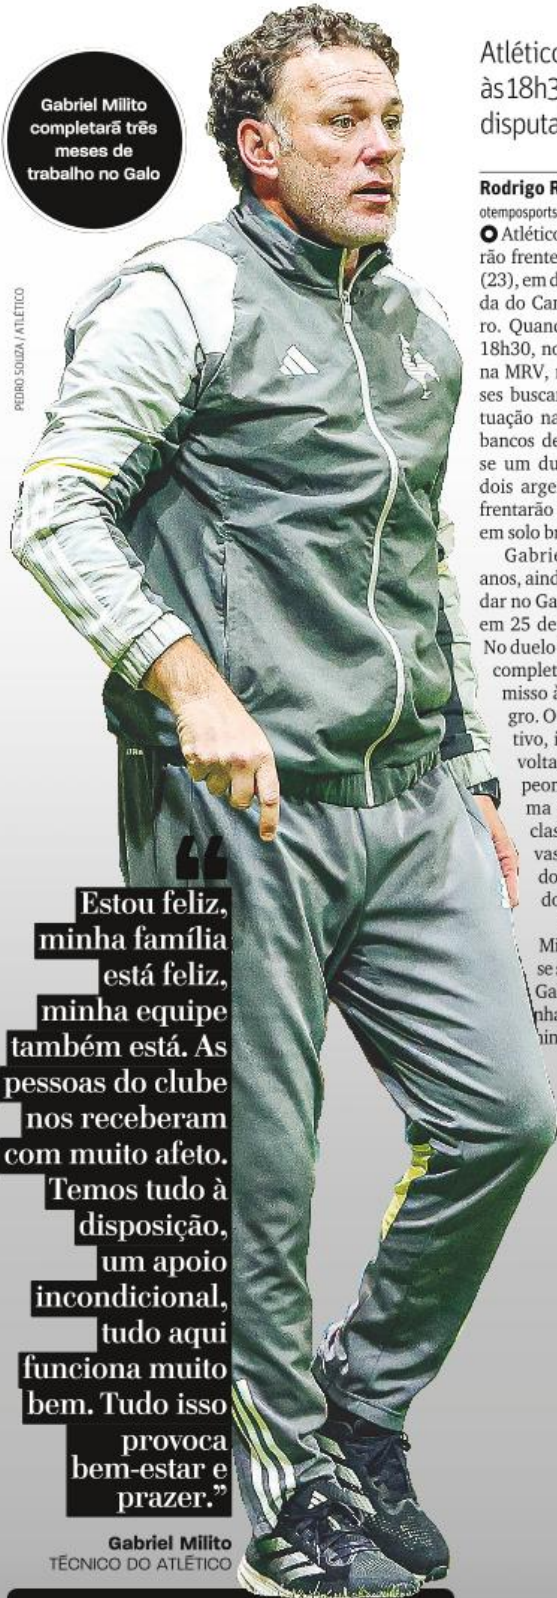 Gabriel Milito
completará três
meses de
trabalho no Galo
PEDRO SOUZA / ATLÉTICO
“
Estou feliz,
minha família
está feliz,
minha equipe
também está. As
pessoas do clube
nos receberam
com muito afeto.
Temos tudo à
disposição,
um apoio
incondicional,
tudo aqui
funciona muito
bem. Tudo isso
provoca
bem-estar e
prazer.”
Gabriel Milito
TÉCNICO DO ATLÉTICO
Atlético
às 18h3
disputa
Rodrigo R
otemposports
O Atlético
rão frente
(23), em d
da do Car
ro. Quand
18h30, no
na MRV,
ses buscar
tuação na
bancos de
se um du
dois arge
frentarão
em solo br
Gabrie
anos, aind
dar no Ga
em 25 de
No duelo
complet
misso à
gro. O
tivo, i
volta
peor
ma
clas
vas
do
do
Mi
se
Ga
nha